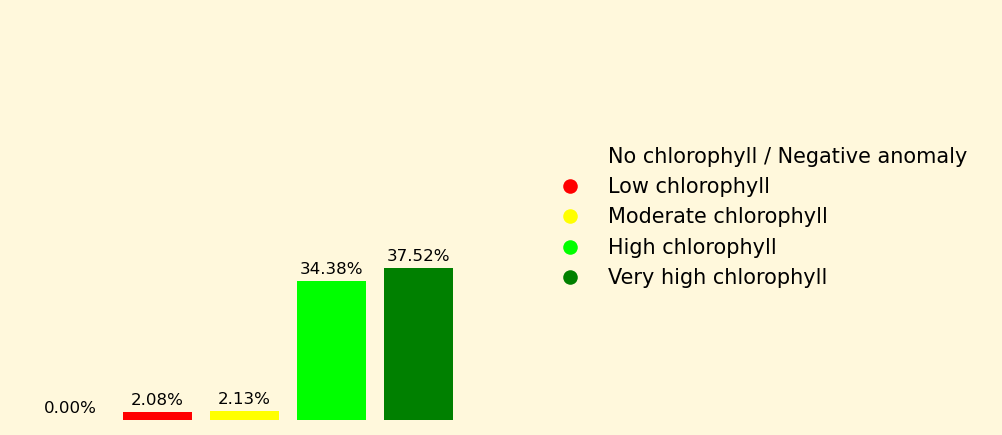 No chlorophyll / Negative anomaly
Low chlorophyll
Moderate chlorophyll
High chlorophyll
Very high chlorophyll
37.52%
34.38%
2.13%
2.08%
0.00%